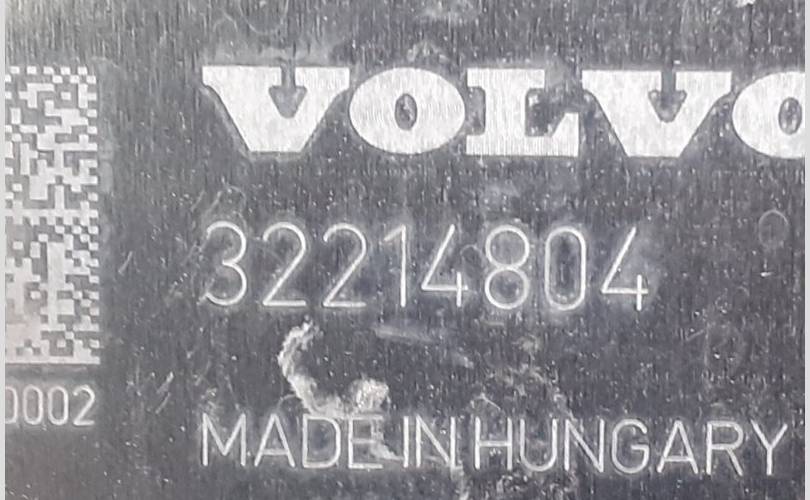 VOLVO
32214804
0002
MADE IN HUNGARY